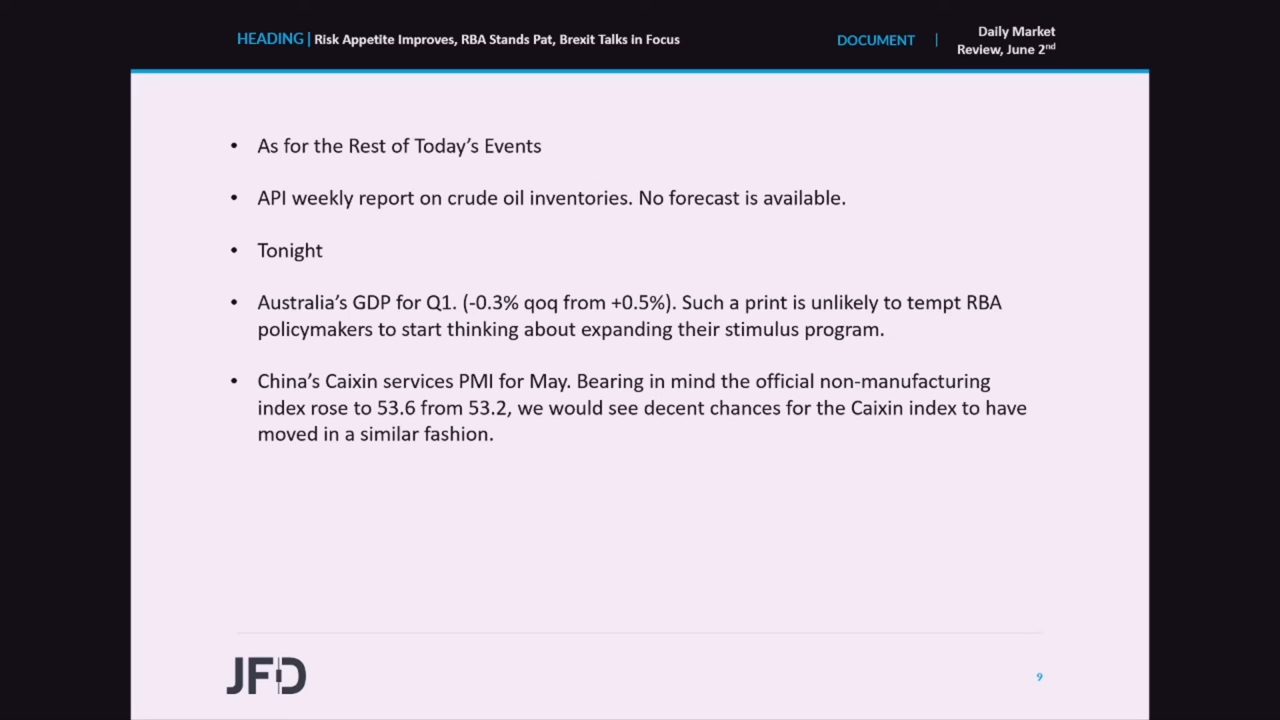 HEADING | Risk Appetite Improves, RBA Stands Pat, Brexit Talks in Focus
DOCUMENT | Daily Market
Review, June 2nd
• As for the Rest of Today’s Events
• API weekly report on crude oil inventories. No forecast is available.
• Tonight
• Australia’s GDP for Q1. (-0.3% qoq from +0.5%). Such a print is unlikely to tempt RBA
policymakers to start thinking about expanding their stimulus program.
• China’s Caixin services PMI for May. Bearing in mind the official non-manufacturing
index rose to 53.6 from 53.2, we would see decent chances for the Caixin index to have
moved in a similar fashion.
JFD
9